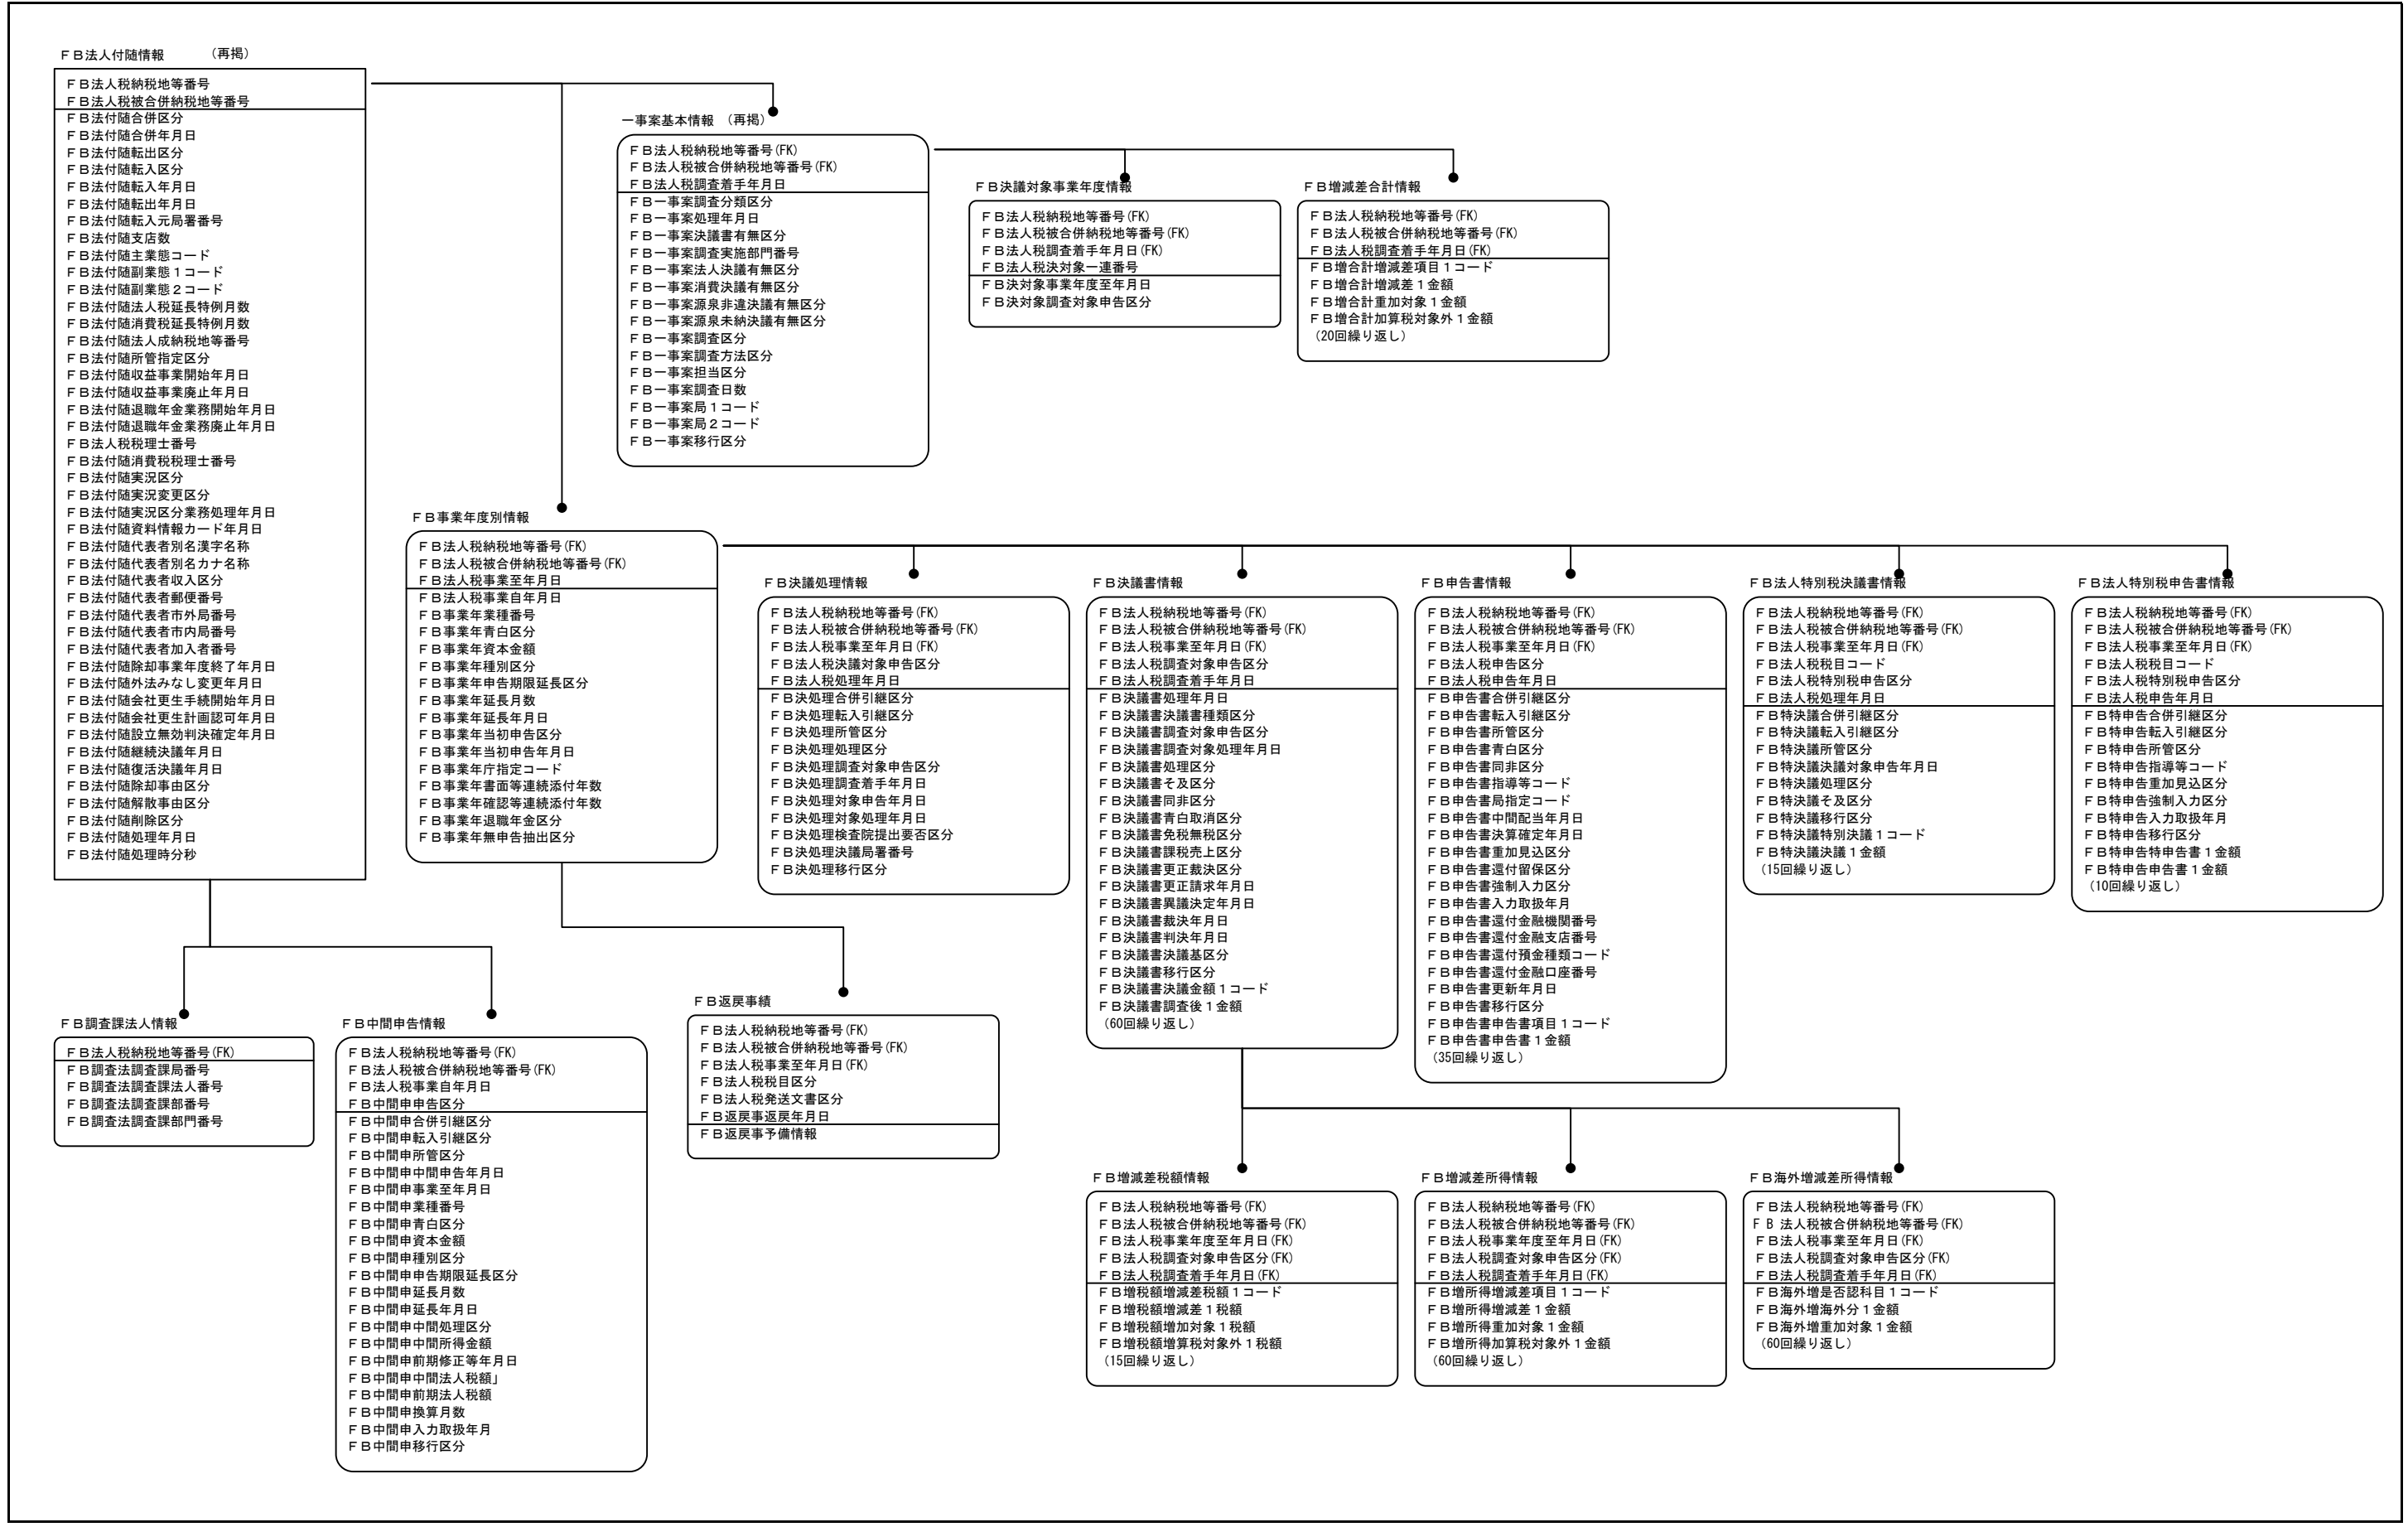 ＦＢ法人付随情報　　（再掲）
ＦＢ法人税納税地等番号
ＦＢ法人税被合併納税地等番号
ＦＢ法付随合併区分
ＦＢ法付随合併年月日
ＦＢ法付随転出区分
ＦＢ法付随転入区分
ＦＢ法付随転入年月日
ＦＢ法付随転出年月日
ＦＢ法付随転入元局署番号
ＦＢ法付随支店数
ＦＢ法付随主業態コード
ＦＢ法付随副業態１コード
ＦＢ法付随副業態２コード
ＦＢ法付随法人税延長特例月数
ＦＢ法付随消費税延長特例月数
ＦＢ法付随法人成納税地等番号
ＦＢ法付随所管指定区分
ＦＢ法付随収益事業開始年月日
ＦＢ法付随収益事業廃止年月日
ＦＢ法付随退職年金業務開始年月日
ＦＢ法付随退職年金業務廃止年月日
ＦＢ法人税税理士番号
ＦＢ法付随消費税税理士番号
ＦＢ法付随実況区分
ＦＢ法付随実況変更区分
ＦＢ法付随実況区分業務処理年月日
ＦＢ法付随資料情報カード年月日
ＦＢ法付随代表者別名漢字名称
ＦＢ法付随代表者別名カナ名称
ＦＢ法付随代表者収入区分
ＦＢ法付随代表者郵便番号
ＦＢ法付随代表者市外局番号
ＦＢ法付随代表者市内局番号
ＦＢ法付随代表者加入者番号
ＦＢ法付随除却事業年度終了年月日
ＦＢ法付随外法みなし変更年月日
ＦＢ法付随会社更生手続開始年月日
ＦＢ法付随会社更生計画認可年月日
ＦＢ法付随設立無効判決確定年月日
ＦＢ法付随継続決議年月日
ＦＢ法付随復活決議年月日
ＦＢ法付随除却事由区分
ＦＢ法付随解散事由区分
ＦＢ法付随削除区分
ＦＢ法付随処理年月日
ＦＢ法付随処理時分秒
一事案基本情報　（再掲）
ＦＢ法人税納税地等番号(FK)
ＦＢ法人税被合併納税地等番号(FK)
ＦＢ法人税調査着手年月日
ＦＢ一事案調査分類区分
ＦＢ一事案処理年月日
ＦＢ一事案決議書有無区分
ＦＢ一事案調査実施部門番号
ＦＢ一事案法人決議有無区分
ＦＢ一事案消費決議有無区分
ＦＢ一事案源泉非違決議有無区分
ＦＢ一事案源泉未納決議有無区分
ＦＢ一事案調査区分
ＦＢ一事案調査方法区分
ＦＢ一事案担当区分
ＦＢ一事案調査日数
ＦＢ一事案局１コード
ＦＢ一事案局２コード
ＦＢ一事案移行区分
ＦＢ決議対象事業年度情報
ＦＢ法人税納税地等番号(FK)
ＦＢ法人税被合併納税地等番号(FK)
ＦＢ法人税調査着手年月日(FK)
ＦＢ法人税決対象一連番号
ＦＢ決対象事業年度至年月日
ＦＢ決対象調査対象申告区分
ＦＢ増減差合計情報
ＦＢ法人税納税地等番号(FK)
ＦＢ法人税被合併納税地等番号(FK)
ＦＢ法人税調査着手年月日(FK)
ＦＢ増合計増減差項目１コード
ＦＢ増合計増減差１金額
ＦＢ増合計重加対象１金額
ＦＢ増合計加算税対象外１金額
（20回繰り返し）
ＦＢ事業年度別情報
ＦＢ法人税納税地等番号(FK)
ＦＢ法人税被合併納税地等番号(FK)
ＦＢ法人税事業至年月日
ＦＢ法人税事業自年月日
ＦＢ事業年業種番号
ＦＢ事業年青白区分
ＦＢ事業年資本金額
ＦＢ事業年種別区分
ＦＢ事業年申告期限延長区分
ＦＢ事業年延長月数
ＦＢ事業年延長年月日
ＦＢ事業年当初申告区分
ＦＢ事業年当初申告年月日
ＦＢ事業年庁指定コード
ＦＢ事業年書面等連続添付年数
ＦＢ事業年確認等連続添付年数
ＦＢ事業年退職年金区分
ＦＢ事業年無申告抽出区分
ＦＢ決議処理情報
ＦＢ法人税納税地等番号(FK)
ＦＢ法人税被合併納税地等番号(FK)
ＦＢ法人税事業至年月日(FK)
ＦＢ法人税決議対象申告区分
ＦＢ法人税処理年月日
ＦＢ決処理合併引継区分
ＦＢ決処理転入引継区分
ＦＢ決処理所管区分
ＦＢ決処理処理区分
ＦＢ決処理調査対象申告区分
ＦＢ決処理調査着手年月日
ＦＢ決処理対象申告年月日
ＦＢ決処理対象処理年月日
ＦＢ決処理検査院提出要否区分
ＦＢ決処理決議局署番号
ＦＢ決処理移行区分
ＦＢ決議書情報
ＦＢ法人税納税地等番号(FK)
ＦＢ法人税被合併納税地等番号(FK)
ＦＢ法人税事業至年月日(FK)
ＦＢ法人税調査対象申告区分
ＦＢ法人税調査着手年月日
ＦＢ決議書処理年月日
ＦＢ決議書決議書種類区分
ＦＢ決議書調査対象申告区分
ＦＢ決議書調査対象処理年月日
ＦＢ決議書処理区分
ＦＢ決議書そ及区分
ＦＢ決議書同非区分
ＦＢ決議書青白取消区分
ＦＢ決議書免税無税区分
ＦＢ決議書課税売上区分
ＦＢ決議書更正裁決区分
ＦＢ決議書更正請求年月日
ＦＢ決議書異議決定年月日
ＦＢ決議書裁決年月日
ＦＢ決議書判決年月日
ＦＢ決議書決議基区分
ＦＢ決議書移行区分
ＦＢ決議書決議金額１コード
ＦＢ決議書調査後１金額
（60回繰り返し）
ＦＢ申告書情報
ＦＢ法人税納税地等番号(FK)
ＦＢ法人税被合併納税地等番号(FK)
ＦＢ法人税事業至年月日(FK)
ＦＢ法人税申告区分
ＦＢ法人税申告年月日
ＦＢ申告書合併引継区分
ＦＢ申告書転入引継区分
ＦＢ申告書所管区分
ＦＢ申告書青白区分
ＦＢ申告書同非区分
ＦＢ申告書指導等コード
ＦＢ申告書局指定コード
ＦＢ申告書中間配当年月日
ＦＢ申告書決算確定年月日
ＦＢ申告書重加見込区分
ＦＢ申告書還付留保区分
ＦＢ申告書強制入力区分
ＦＢ申告書入力取扱年月
ＦＢ申告書還付金融機関番号
ＦＢ申告書還付金融支店番号
ＦＢ申告書還付預金種類コード
ＦＢ申告書還付金融口座番号
ＦＢ申告書更新年月日
ＦＢ申告書移行区分
ＦＢ申告書申告書項目１コード
ＦＢ申告書申告書１金額
（35回繰り返し）
ＦＢ法人特別税決議書情報
ＦＢ法人税納税地等番号(FK)
ＦＢ法人税被合併納税地等番号(FK)
ＦＢ法人税事業至年月日(FK)
ＦＢ法人税税目コード
ＦＢ法人税特別税申告区分
ＦＢ法人税処理年月日
ＦＢ特決議合併引継区分
ＦＢ特決議転入引継区分
ＦＢ特決議所管区分
ＦＢ特決議決議対象申告年月日
ＦＢ特決議処理区分
ＦＢ特決議そ及区分
ＦＢ特決議移行区分
ＦＢ特決議特別決議１コード
ＦＢ特決議決議１金額
（15回繰り返し）
ＦＢ法人特別税申告書情報
ＦＢ法人税納税地等番号(FK)
ＦＢ法人税被合併納税地等番号(FK)
ＦＢ法人税事業至年月日(FK)
ＦＢ法人税税目コード
ＦＢ法人税特別税申告区分
ＦＢ法人税申告年月日
ＦＢ特申告合併引継区分
ＦＢ特申告転入引継区分
ＦＢ特申告所管区分
ＦＢ特申告指導等コード
ＦＢ特申告重加見込区分
ＦＢ特申告強制入力区分
ＦＢ特申告入力取扱年月
ＦＢ特申告移行区分
ＦＢ特申告特申告書１金額
ＦＢ特申告申告書１金額
（10回繰り返し）
ＦＢ調査課法人情報
ＦＢ法人税納税地等番号(FK)
ＦＢ調査法調査課局番号
ＦＢ調査法調査課法人番号
ＦＢ調査法調査課部番号
ＦＢ調査法調査課部門番号
ＦＢ中間申告情報
ＦＢ法人税納税地等番号(FK)
ＦＢ法人税被合併納税地等番号(FK)
ＦＢ法人税事業自年月日
ＦＢ中間申申告区分
ＦＢ中間申合併引継区分
ＦＢ中間申転入引継区分
ＦＢ中間申所管区分
ＦＢ中間申中間申告年月日
ＦＢ中間申事業至年月日
ＦＢ中間申業種番号
ＦＢ中間申青白区分
ＦＢ中間申資本金額
ＦＢ中間申種別区分
ＦＢ中間申申告期限延長区分
ＦＢ中間申延長月数
ＦＢ中間申延長年月日
ＦＢ中間申中間処理区分
ＦＢ中間申中間所得金額
ＦＢ中間申前期修正等年月日
ＦＢ中間申中間法人税額」
ＦＢ中間申前期法人税額
ＦＢ中間申換算月数
ＦＢ中間申入力取扱年月
ＦＢ中間申移行区分
ＦＢ返戻事績
ＦＢ法人税納税地等番号(FK)
ＦＢ法人税被合併納税地等番号(FK)
ＦＢ法人税事業至年月日(FK)
ＦＢ法人税税目区分
ＦＢ法人税発送文書区分
ＦＢ返戻事返戻年月日
ＦＢ返戻事予備情報
ＦＢ増減差税額情報
ＦＢ法人税納税地等番号(FK)
ＦＢ法人税被合併納税地等番号(FK)
ＦＢ法人税事業年度至年月日(FK)
ＦＢ法人税調査対象申告区分(FK)
ＦＢ法人税調査着手年月日(FK)
ＦＢ増税額増減差税額１コード
ＦＢ増税額増減差１税額
ＦＢ増税額増加対象１税額
ＦＢ増税額増算税対象外１税額
（15回繰り返し）
ＦＢ増減差所得情報
ＦＢ法人税納税地等番号(FK)
ＦＢ法人税被合併納税地等番号(FK)
ＦＢ法人税事業年度至年月日(FK)
ＦＢ法人税調査対象申告区分(FK)
ＦＢ法人税調査着手年月日(FK)
ＦＢ増所得増減差項目１コード
ＦＢ増所得増減差１金額
ＦＢ増所得重加対象１金額
ＦＢ増所得加算税対象外１金額
（60回繰り返し）
ＦＢ海外増減差所得情報
ＦＢ法人税納税地等番号(FK)
ＦＢ 法人税被合併納税地等番号(FK)
ＦＢ法人税事業至年月日(FK)
ＦＢ法人税調査対象申告区分(FK)
ＦＢ法人税調査着手年月日(FK)
ＦＢ海外増是否認科目１コード
ＦＢ海外増海外分１金額
ＦＢ海外増重加対象１金額
（60回繰り返し）